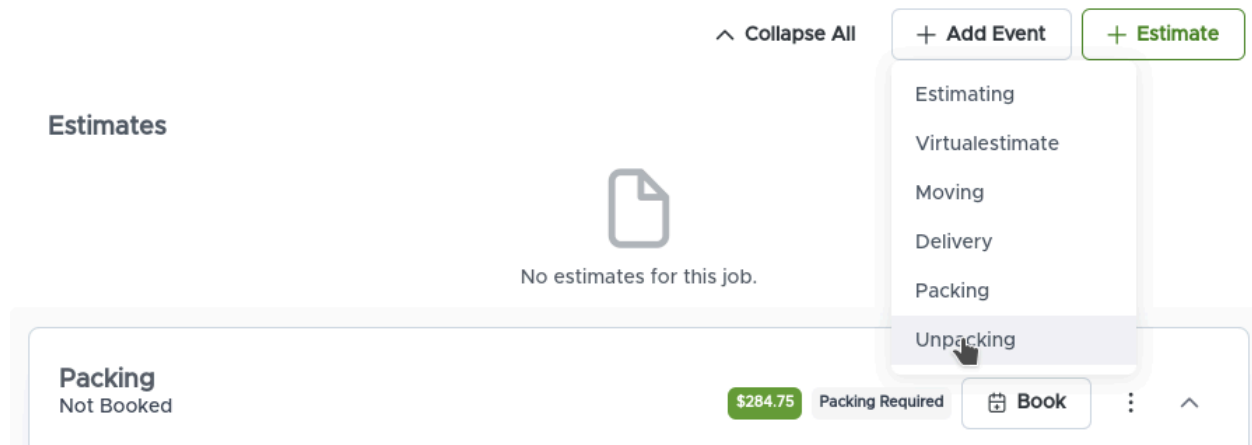 Collapse All
Add Event
Estimate
Estimating
Virtualestimate
Moving
Delivery
Packing
Unpacking
Estimates
No estimates for this job.
Packing
Not Booked
$284.75
Packing Required
Book